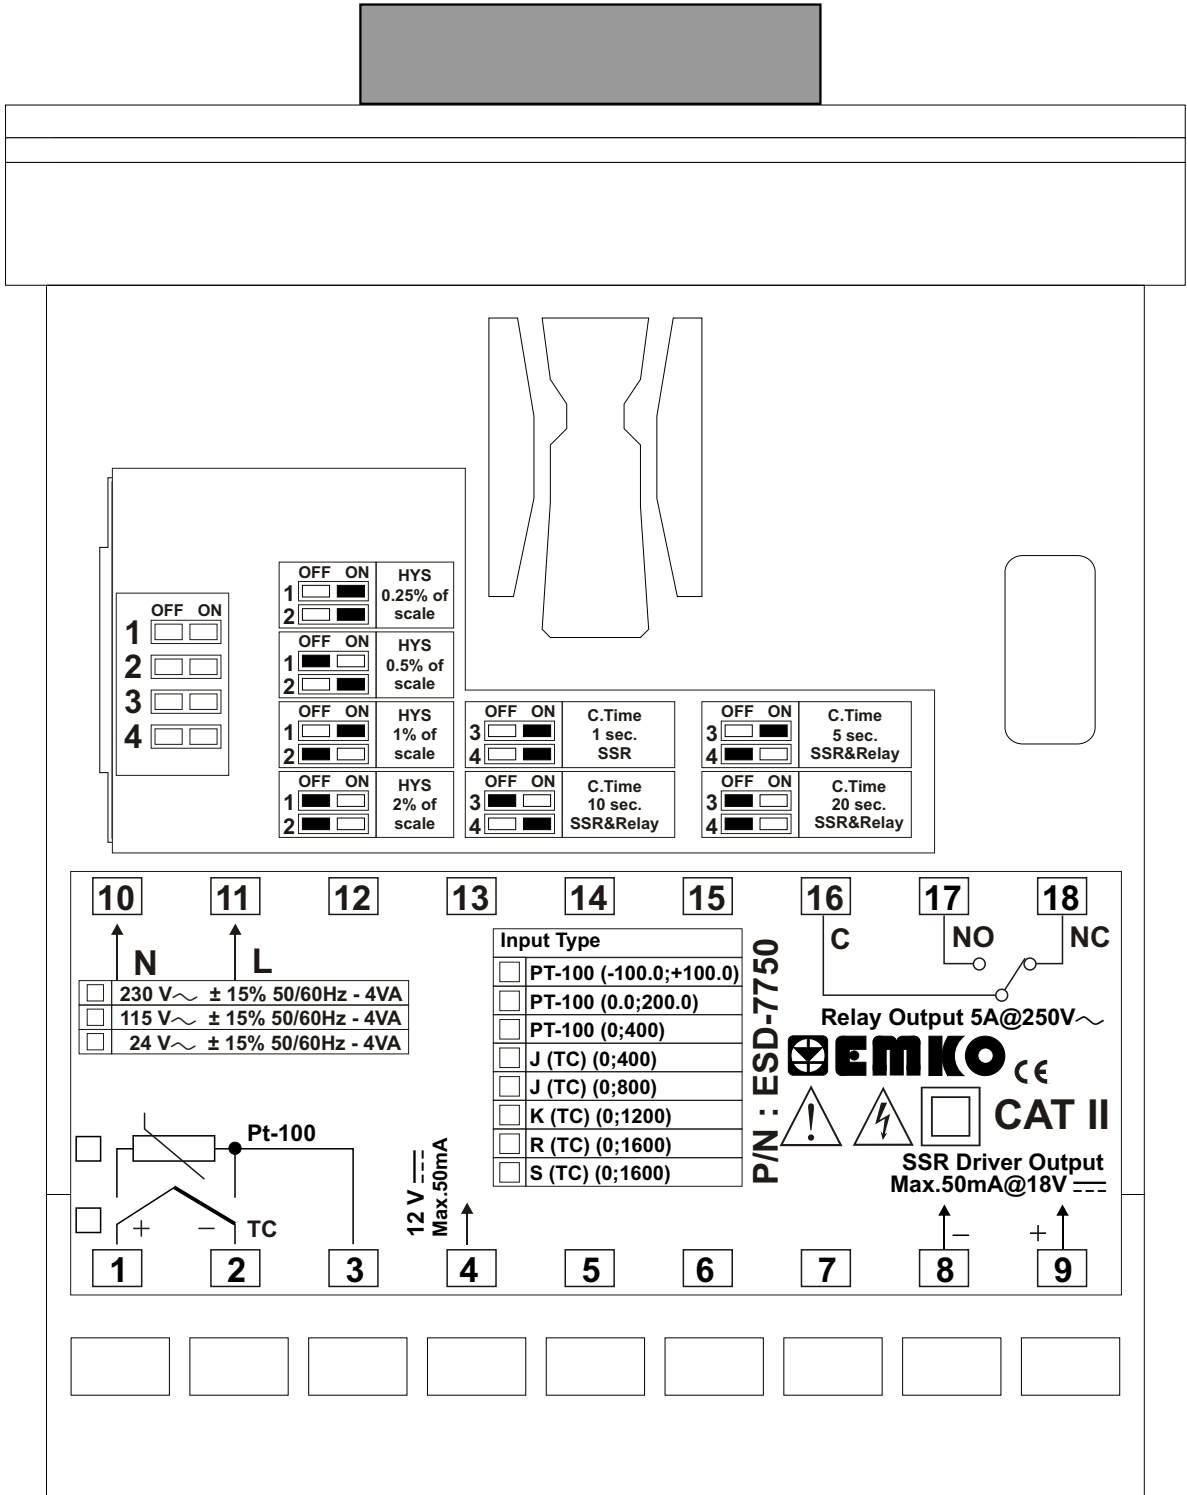 OFF ON
1
2
3
4
OFF ON
1
2
HYS
0.25% of
scale
OFF ON
1
2
HYS
0.5% of
scale
OFF ON
1
2
HYS
1% of
scale
OFF ON
1
2
HYS
2% of
scale
OFF ON
3
4
C.Time
1 sec.
SSR
OFF ON
3
4
C.Time
10 sec.
SSR&Relay
OFF ON
3
4
C.Time
5 sec.
SSR&Relay
OFF ON
3
4
C.Time
20 sec.
SSR&Relay
10 11 12 13 14 15 16 17 18
N L
230 V~ ± 15% 50/60Hz - 4VA
115 V~ ± 15% 50/60Hz - 4VA
24 V~ ± 15% 50/60Hz - 4VA
Pt-100
+ − TC
12 V ⎓
Max.50mA
Input Type
PT-100 (-100.0;+100.0)
PT-100 (0.0;200.0)
PT-100 (0;400)
J (TC) (0;400)
J (TC) (0;800)
K (TC) (0;1200)
R (TC) (0;1600)
S (TC) (0;1600)
P/N : ESD-7750
C NO NC
Relay Output 5A@250V~
EMKO CE
! CAT II
SSR Driver Output
Max.50mA@18V ⎓
− +
1 2 3 4 5 6 7 8 9